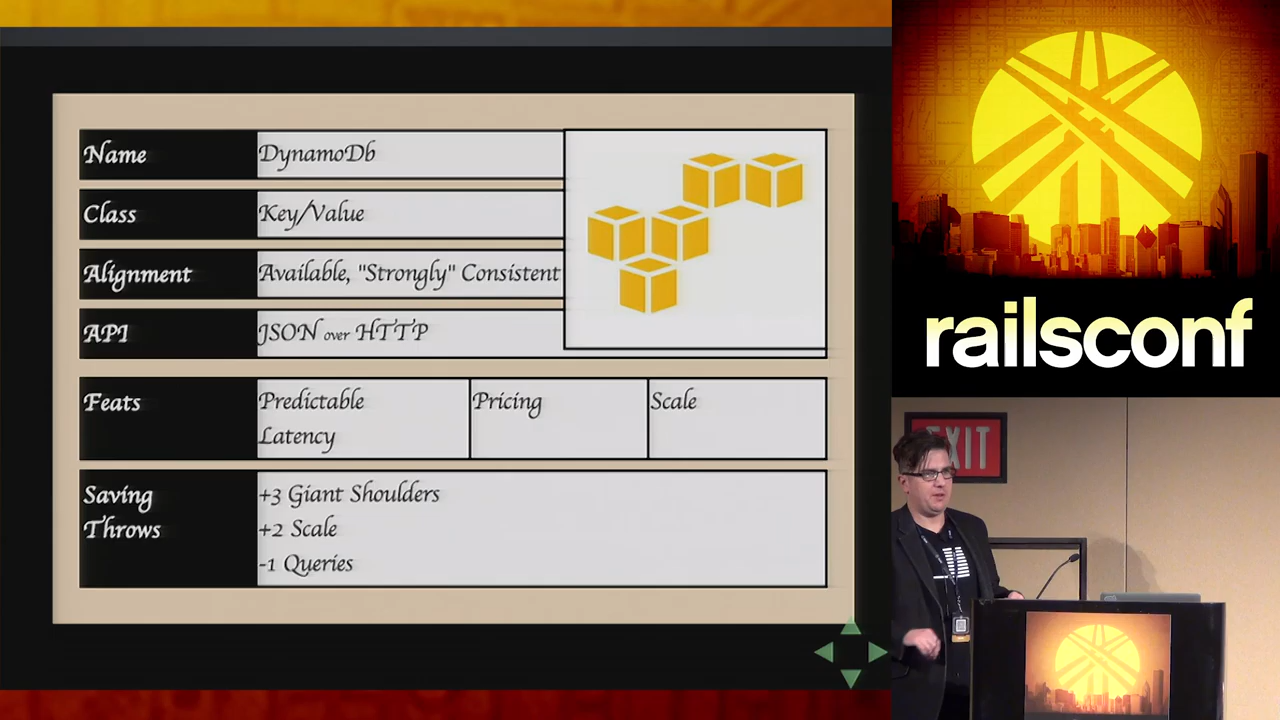 Name
DynamoDb
Class
Key/Value
Alignment
Available, "Strongly" Consistent
API
JSON over HTTP
Feats
Predictable
Latency
Pricing
Scale
Saving
Throws
+3 Giant Shoulders
+2 Scale
-1 Queries
railsconf
EXIT